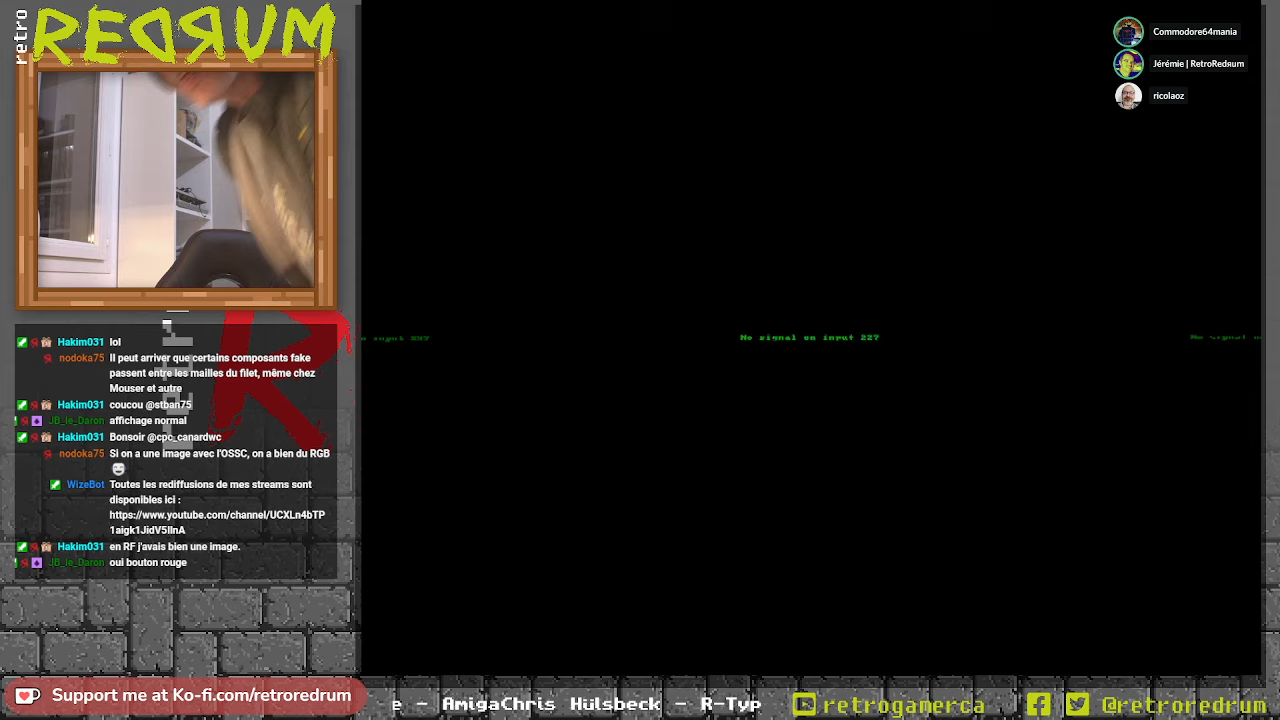 retro
REDRUM
Commodore64mania
Jérémie | RetroRedrum
ricolaoz
No signal on input 227
Hakim031 lol
nodoka75 Il peut arriver que certains composants fake
passent entre les mailles du filet, même chez
Mouser et autre
Hakim031 coucou @stban75
JB_le_Daron affichage normal
Hakim031 Bonsoir @cpc_canardwc
nodoka75 Si on a une image avec l'OSSC, on a bien du RGB
WizeBot Toutes les rediffusions de mes streams sont
disponibles ici :
https://www.youtube.com/channel/UCXLn4bTP
1aigk1JidV5IlnA
Hakim031 en RF j'avais bien une image.
JB_le_Daron oui bouton rouge
Support me at Ko-fi.com/retroredrum
e - AmigaChris Hülsbeck - R-Typ
retrogamerca
@retroredrum